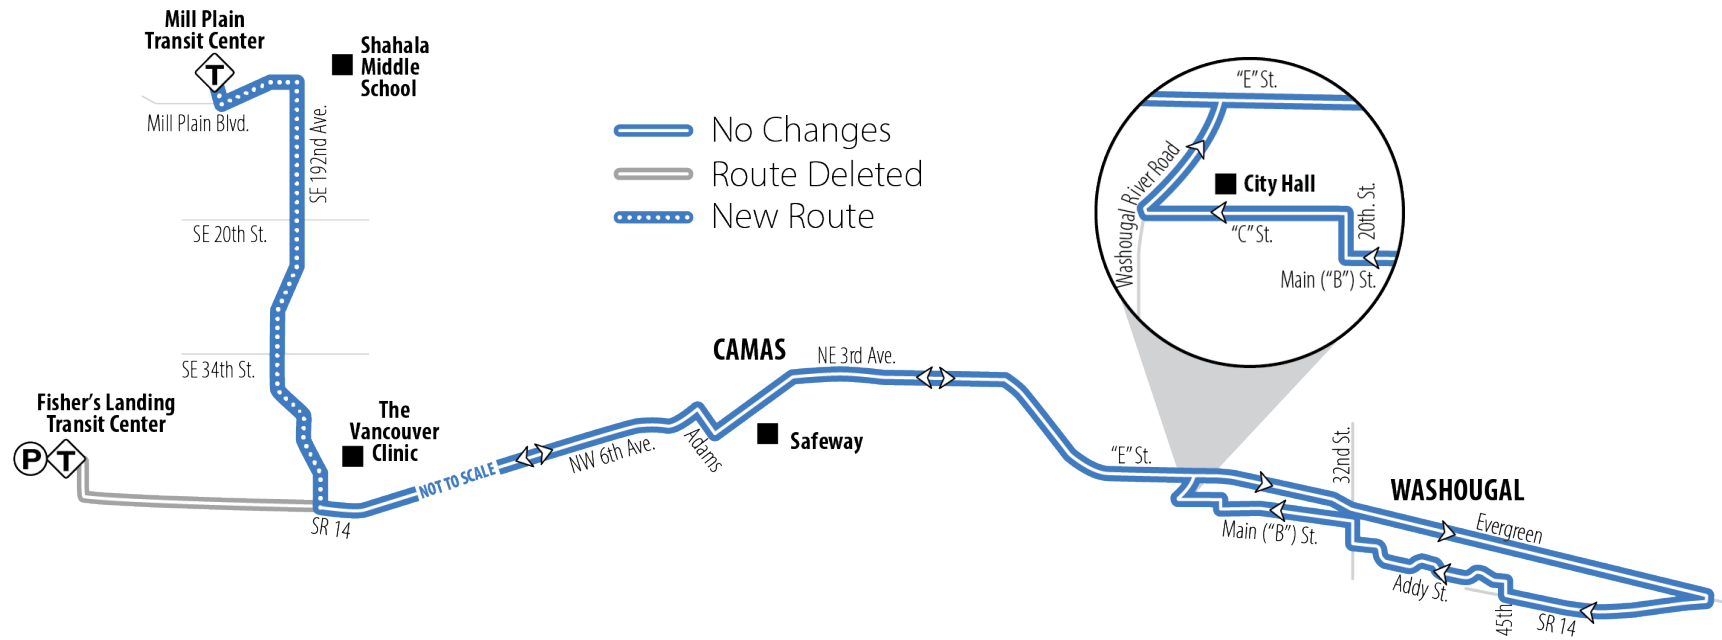 Mill Plain
Transit Center
T
Shahala
Middle
School
Mill Plain Blvd.
SE 192nd Ave.
SE 20th St.
SE 34th St.
Fisher's Landing
Transit Center
P
T
The
Vancouver
Clinic
SR 14
NOT TO SCALE
No Changes
Route Deleted
New Route
NW 6th Ave.
Adams
CAMAS
NE 3rd Ave.
Safeway
"E" St.
Washougal River Road
City Hall
"C" St.
20th. St.
Main ("B") St.
"E" St.
32nd St.
WASHOUGAL
Evergreen
Main ("B") St.
Addy St.
45th
SR 14